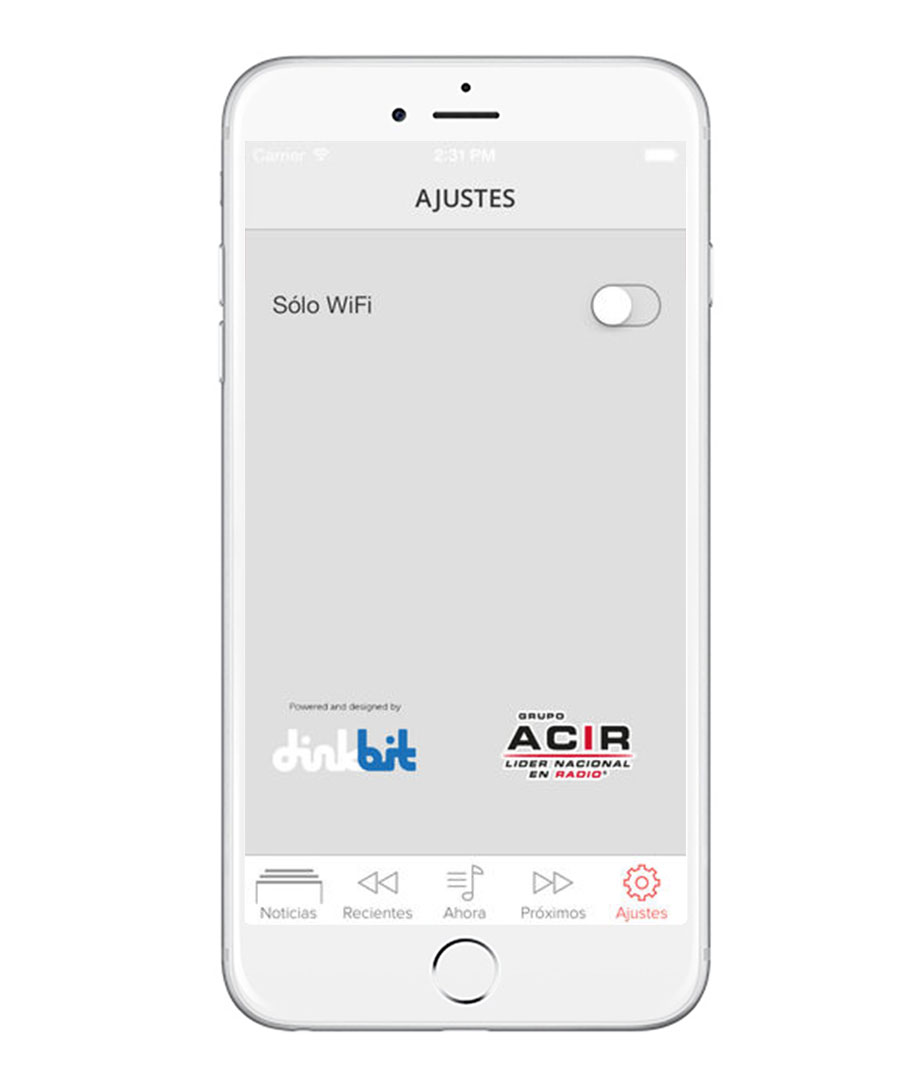 Carrier 2:31 PM
AJUSTES
Sólo WiFi
Powered and designed by
dinkbit
GRUPO
ACIR
LIDER NACIONAL
EN RADIO®
Noticias Recientes Ahora Próximos Ajustes